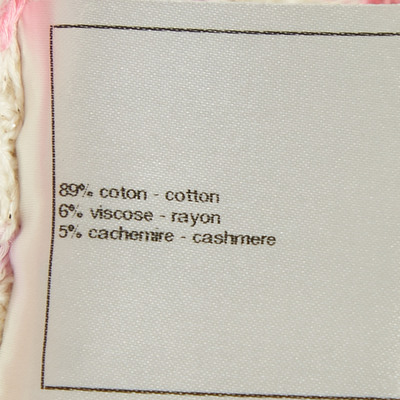 89% coton - cotton
6% viscose - rayon
5% cachemire - cashmere